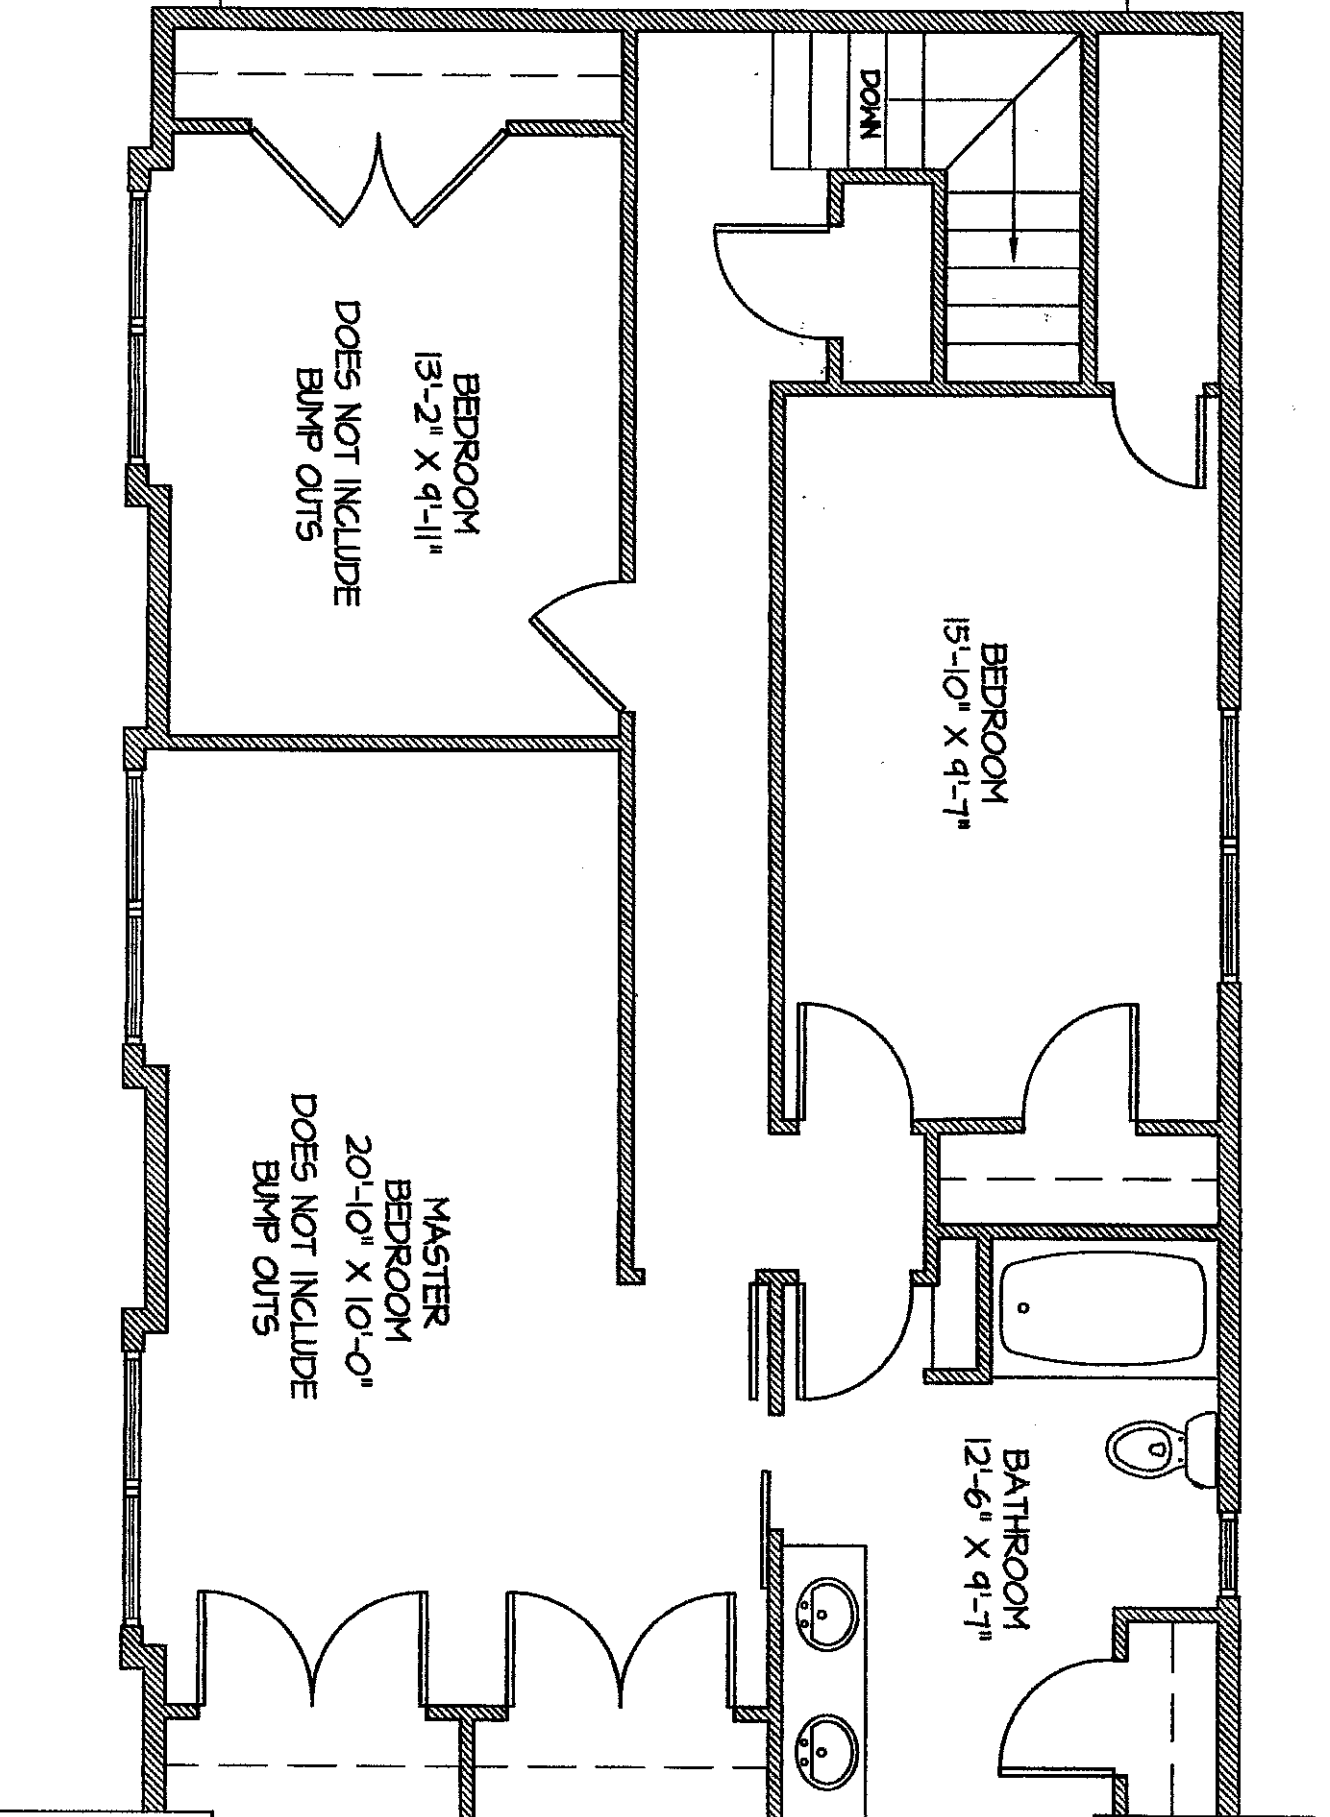 DOWN
BEDROOM
15'-10" X 9'-7"
BATHROOM
12'-6" X 9'-7"
BEDROOM
13'-2" X 9'-11"
DOES NOT INCLUDE
BUMP OUTS
MASTER
BEDROOM
20'-10" X 10'-0"
DOES NOT INCLUDE
BUMP OUTS